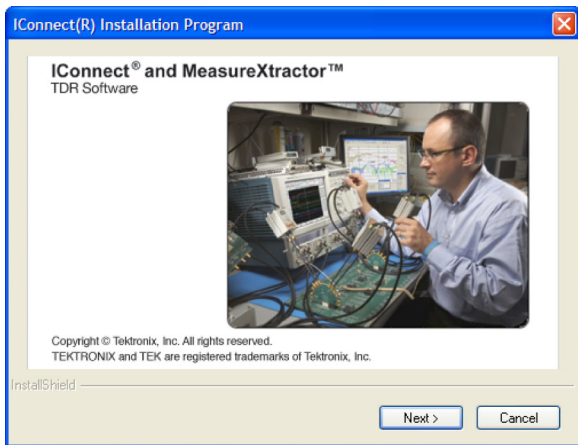 IConnect(R) Installation Program
IConnect® and MeasureXtractor™
TDR Software
Copyright © Tektronix, Inc. All rights reserved.
TEKTRONIX and TEK are registered trademarks of Tektronix, Inc.
InstallShield
Next >
Cancel